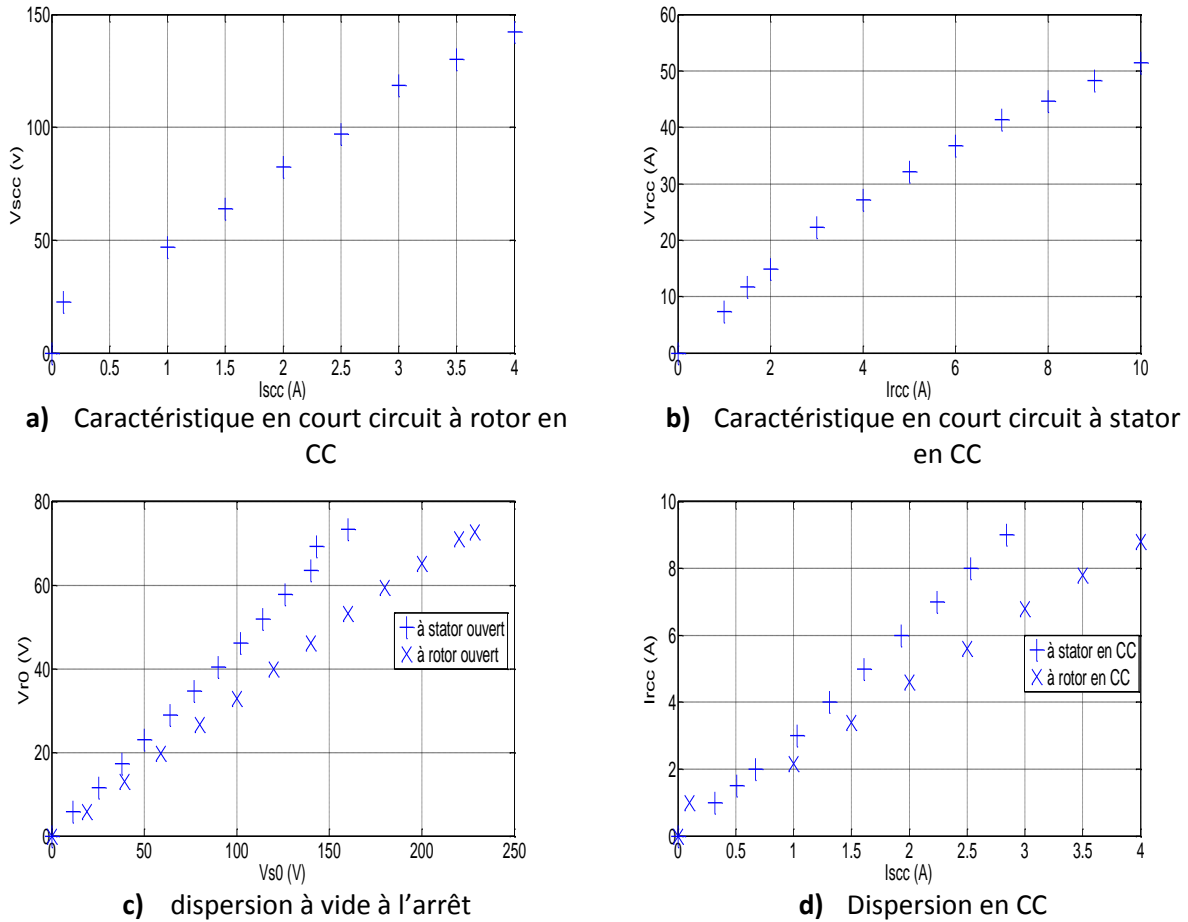 150
100
50
0
Vscc (v)
0 0.5 1 1.5 2 2.5 3 3.5 4
Iscc (A)
a) Caractéristique en court circuit à rotor en
CC
60
50
40
30
20
10
0
Vrcc (A)
0 2 4 6 8 10
Ircc (A)
b) Caractéristique en court circuit à stator
en CC
80
60
40
20
0
Vr0 (V)
à stator ouvert
à rotor ouvert
0 50 100 150 200 250
Vs0 (V)
c) dispersion à vide à l’arrêt
10
8
6
4
2
0
Ircc (A)
à stator en CC
à rotor en CC
0 0.5 1 1.5 2 2.5 3 3.5 4
Iscc (A)
d) Dispersion en CC